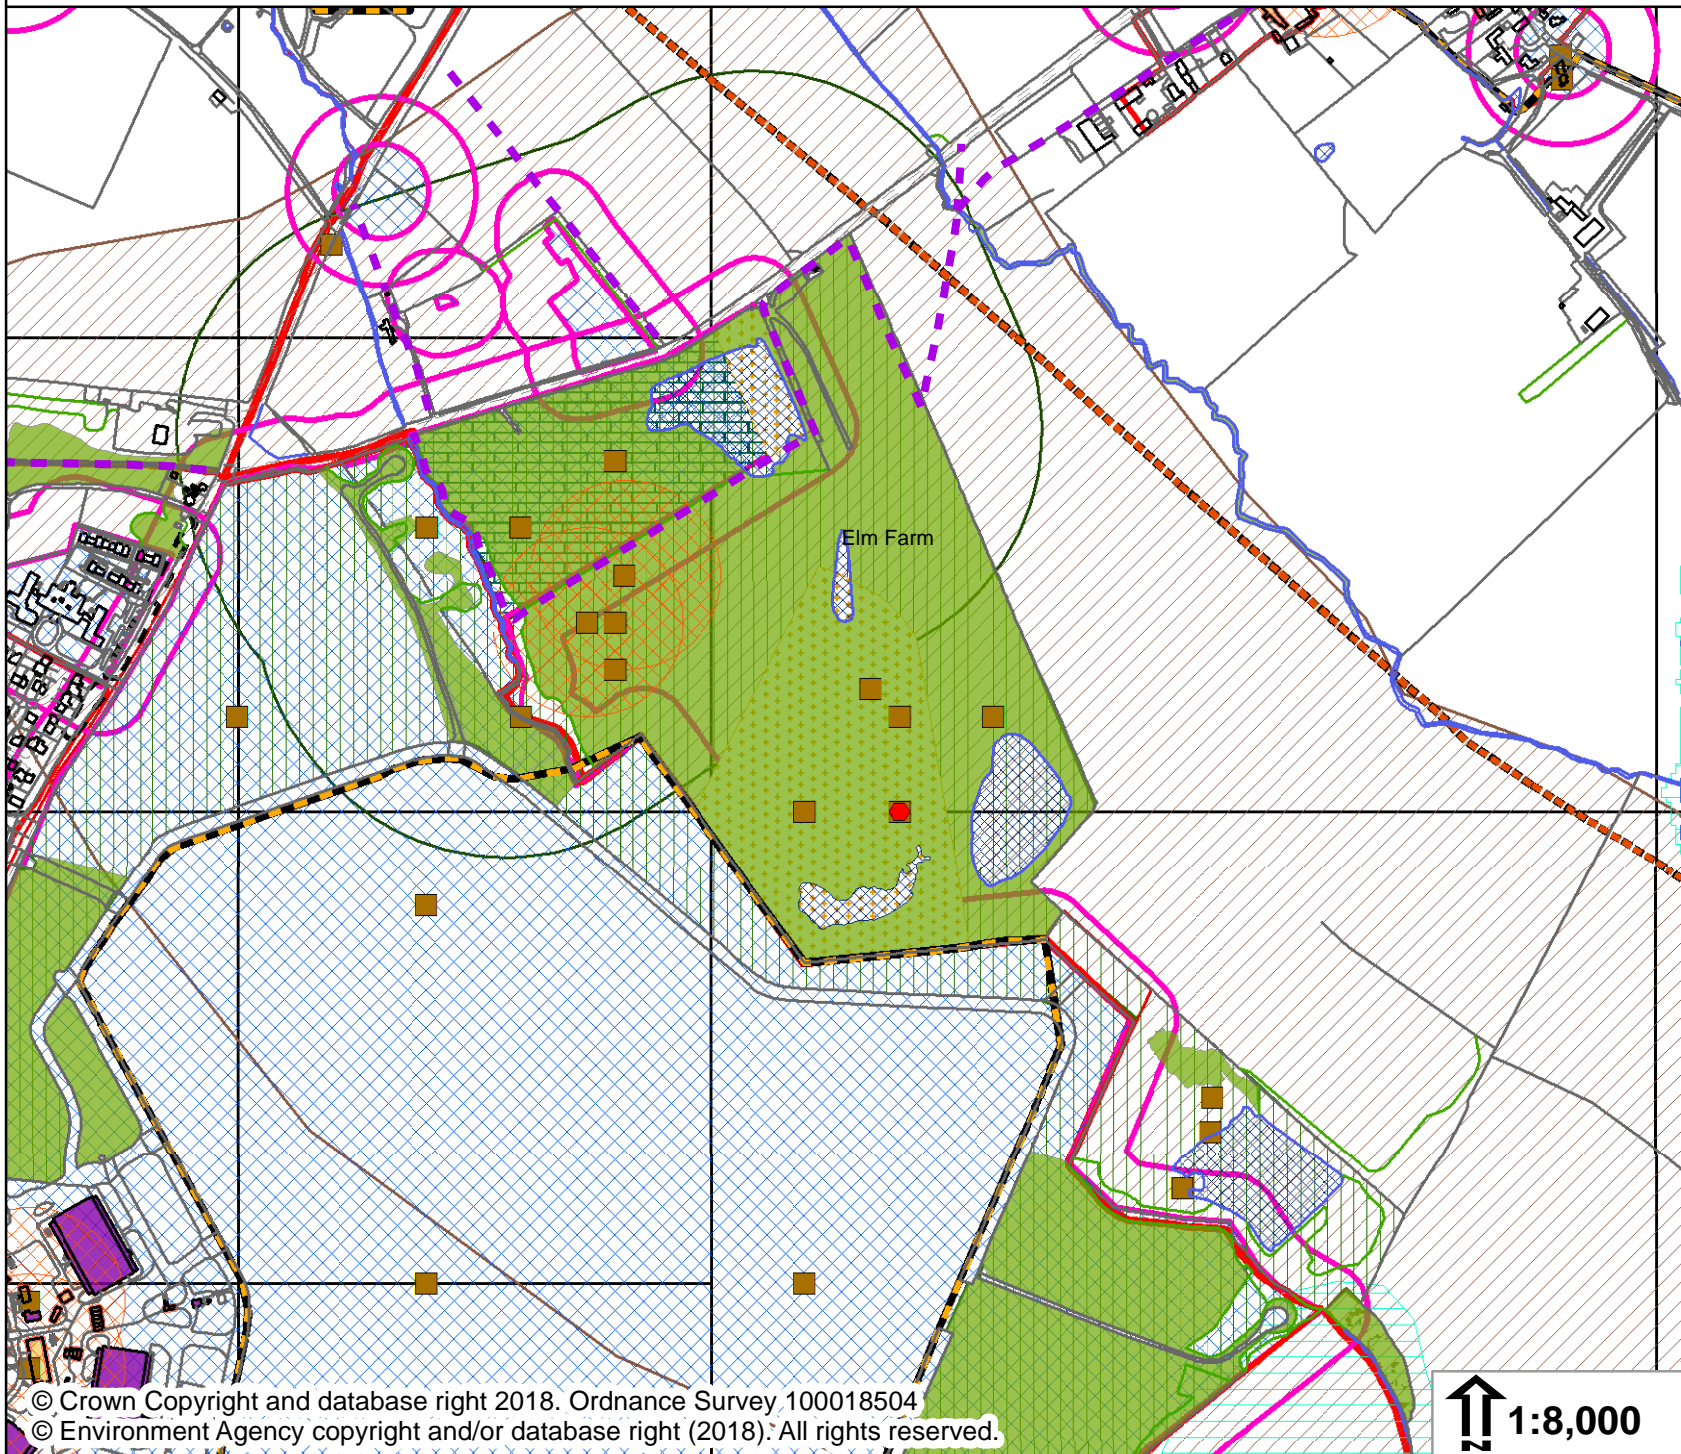 Elm Farm
© Crown Copyright and database right 2018. Ordnance Survey 100018504
© Environment Agency copyright and/or database right (2018). All rights reserved.
N
1:8,000